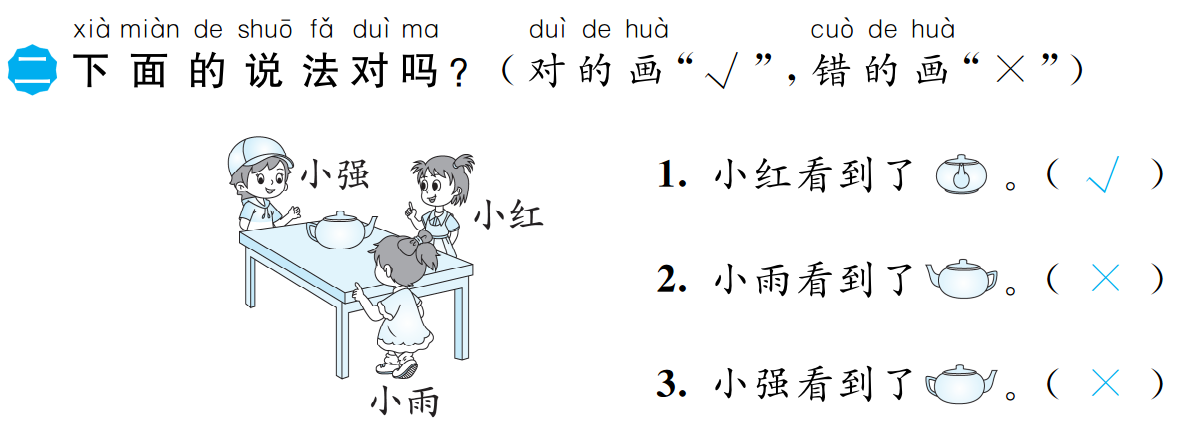 xià miàn de shuō fǎ duì ma duì de huà cuò de huà
二 下面的说法对吗？（对的画“√”，错的画“×”）
小强
小红
小雨
1. 小红看到了 。（ √ ）
2. 小雨看到了 。（ × ）
3. 小强看到了 。（ × ）